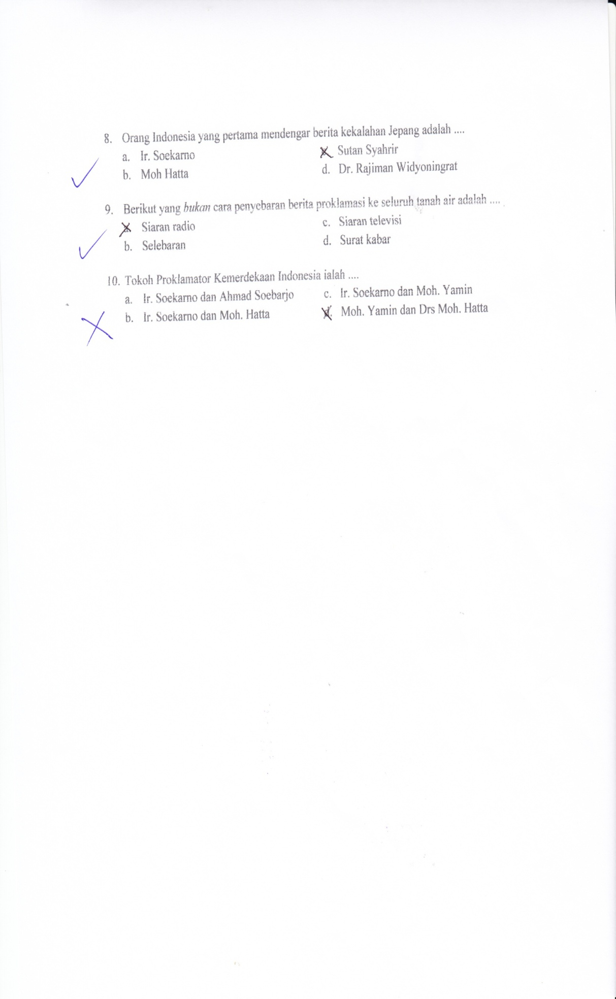 8. Orang Indonesia yang pertama mendengar berita kekalahan Jepang adalah ....
a. Ir. Soekarno
c. Sutan Syahrir
b. Moh Hatta
d. Dr. Rajiman Widyoningrat
9. Berikut yang bukan cara penyebaran berita proklamasi ke seluruh tanah air adalah ....
a. Siaran radio
c. Siaran televisi
b. Selebaran
d. Surat kabar
10. Tokoh Proklamator Kemerdekaan Indonesia ialah ....
a. Ir. Soekarno dan Ahmad Soebarjo
c. Ir. Soekarno dan Moh. Yamin
b. Ir. Soekarno dan Moh. Hatta
d. Moh. Yamin dan Drs Moh. Hatta